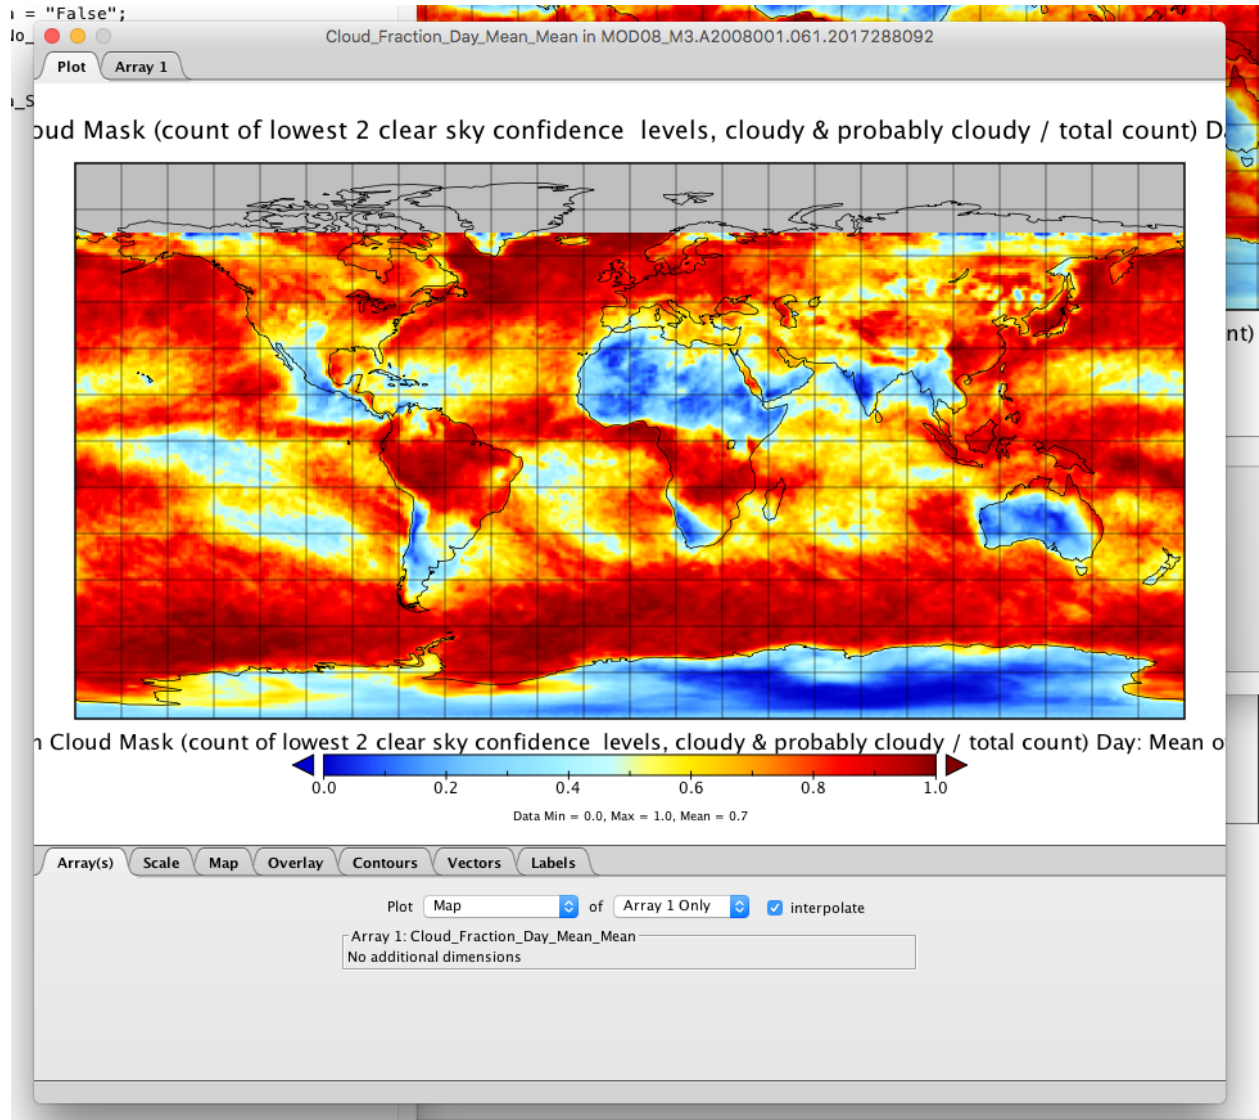 ı = "False";
No_
Cloud_Fraction_Day_Mean_Mean in MOD08_M3.A2008001.061.2017288092
Plot Array 1
ı_S
oud Mask (count of lowest 2 clear sky confidence  levels, cloudy & probably cloudy / total count) Da
nt)
n Cloud Mask (count of lowest 2 clear sky confidence  levels, cloudy & probably cloudy / total count) Day: Mean o
0.0 0.2 0.4 0.6 0.8 1.0
Data Min = 0.0, Max = 1.0, Mean = 0.7
Array(s) Scale Map Overlay Contours Vectors Labels
Plot Map of Array 1 Only interpolate
Array 1: Cloud_Fraction_Day_Mean_Mean
No additional dimensions